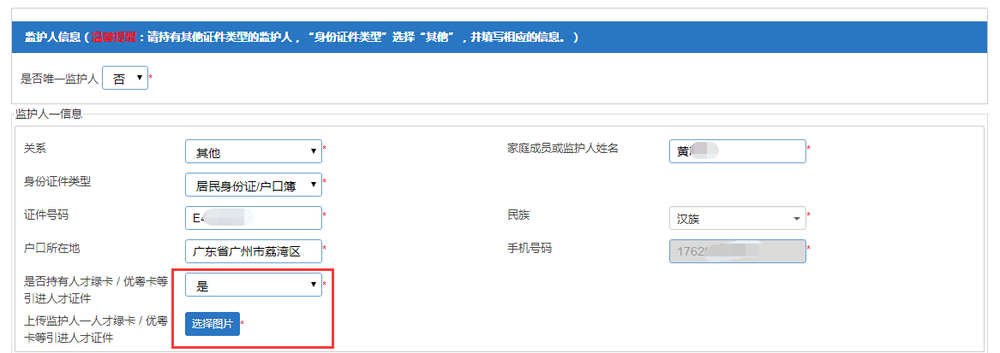 监护人信息（温馨提醒：请持有其他证件类型的监护人，“身份证件类型”选择“其他”，并填写相应的信息。）
是否唯一监护人 否 *
监护人一信息
关系 其他 * 家庭成员或监护人姓名 黄 *
身份证件类型 居民身份证/户口簿 *
证件号码 E4 * 民族 汉族 *
户口所在地 广东省广州市荔湾区 * 手机号码 1762 *
是否持有人才绿卡 / 优粤卡等 是 *
引进人才证件
上传监护人一人才绿卡 / 优粤 选择图片 *
卡等引进人才证件